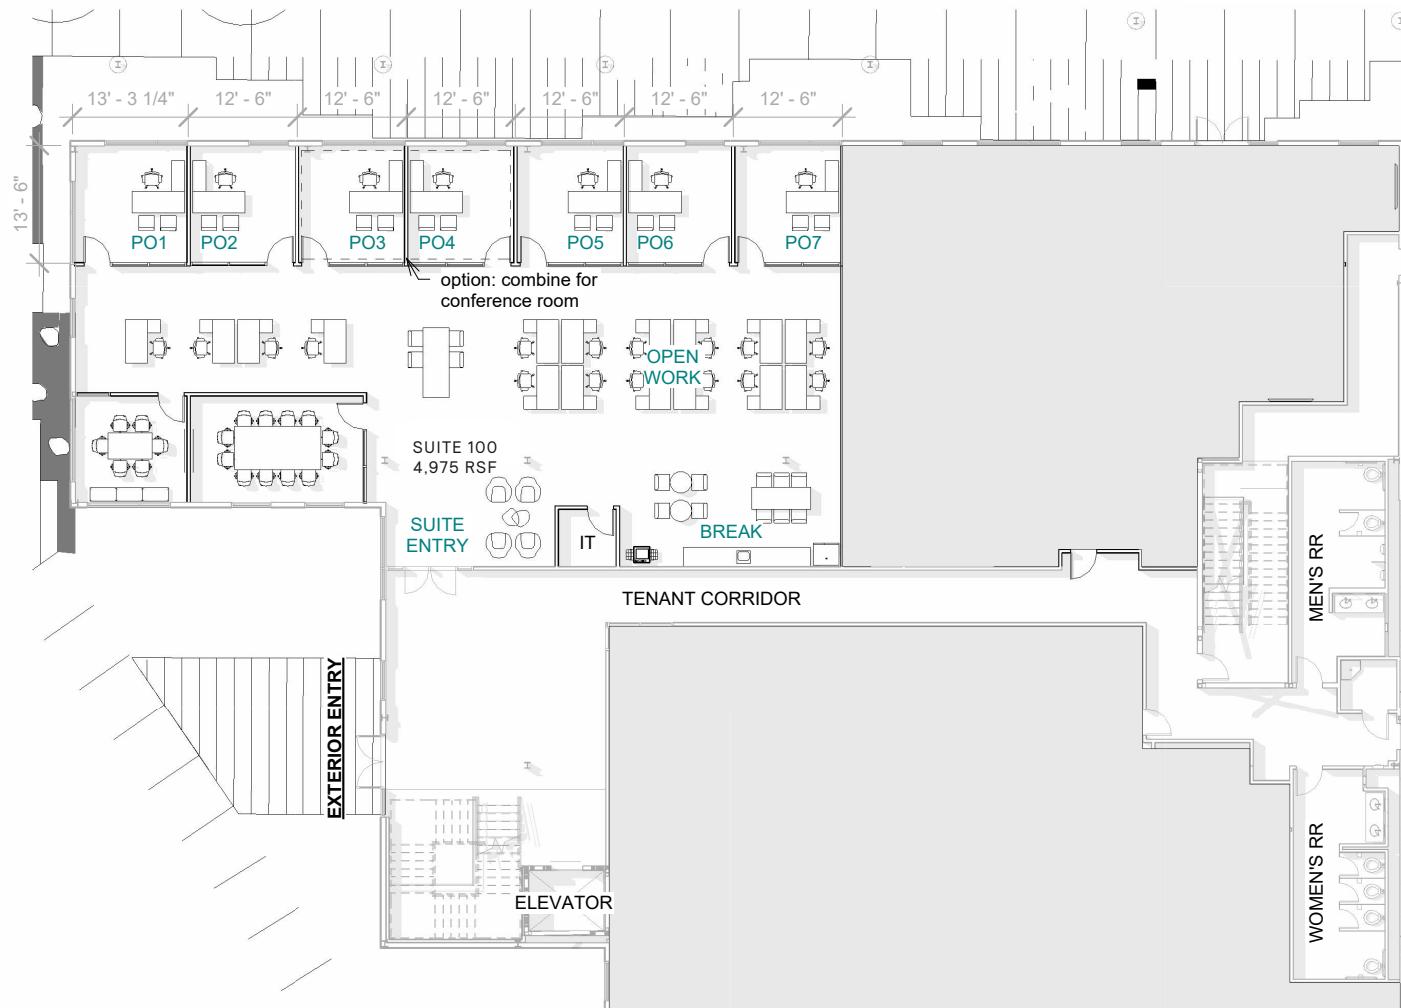 13' - 3 1/4"
12' - 6"
12' - 6"
12' - 6"
12' - 6"
12' - 6"
12' - 6"
13' - 6"
PO1
PO2
PO3
PO4
PO5
PO6
PO7
option: combine for
conference room
OPEN
WORK
SUITE 100
4,975 RSF
SUITE
ENTRY
IT
BREAK
TENANT CORRIDOR
MEN'S RR
EXTERIOR ENTRY
WOMEN'S RR
ELEVATOR